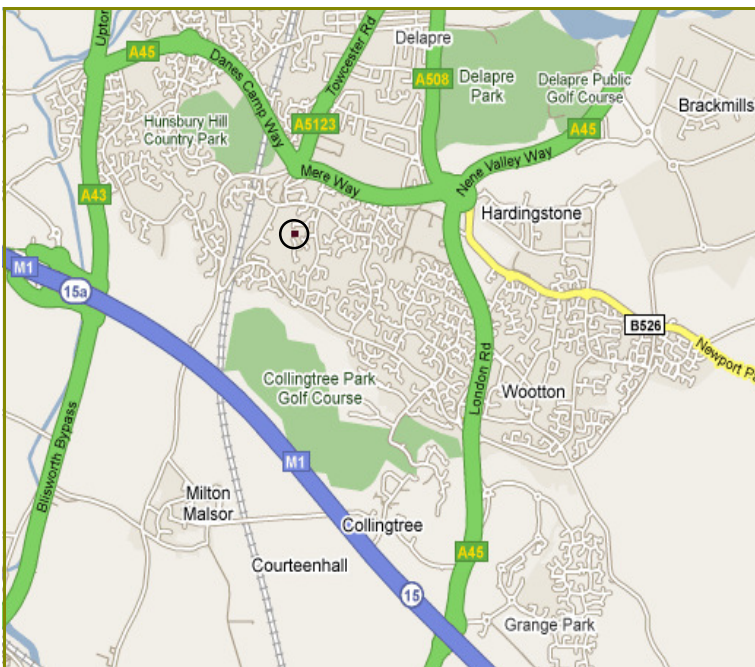 Upton
A45
Danes Camp Way
Towcester Rd
Delapre
A508
Delapre
Park
Delapre Public
Golf Course
Brackmills
Hunsbury Hill
Country Park
A5123
A45
Mere Way
Nene Valley Way
A43
Hardingstone
M1
15a
B526
Newport P
Collingtree Park
Golf Course
London Rd
Wootton
Blisworth Bypass
M1
Milton
Malsor
Collingtree
Courteenhall
A45
15
Grange Park